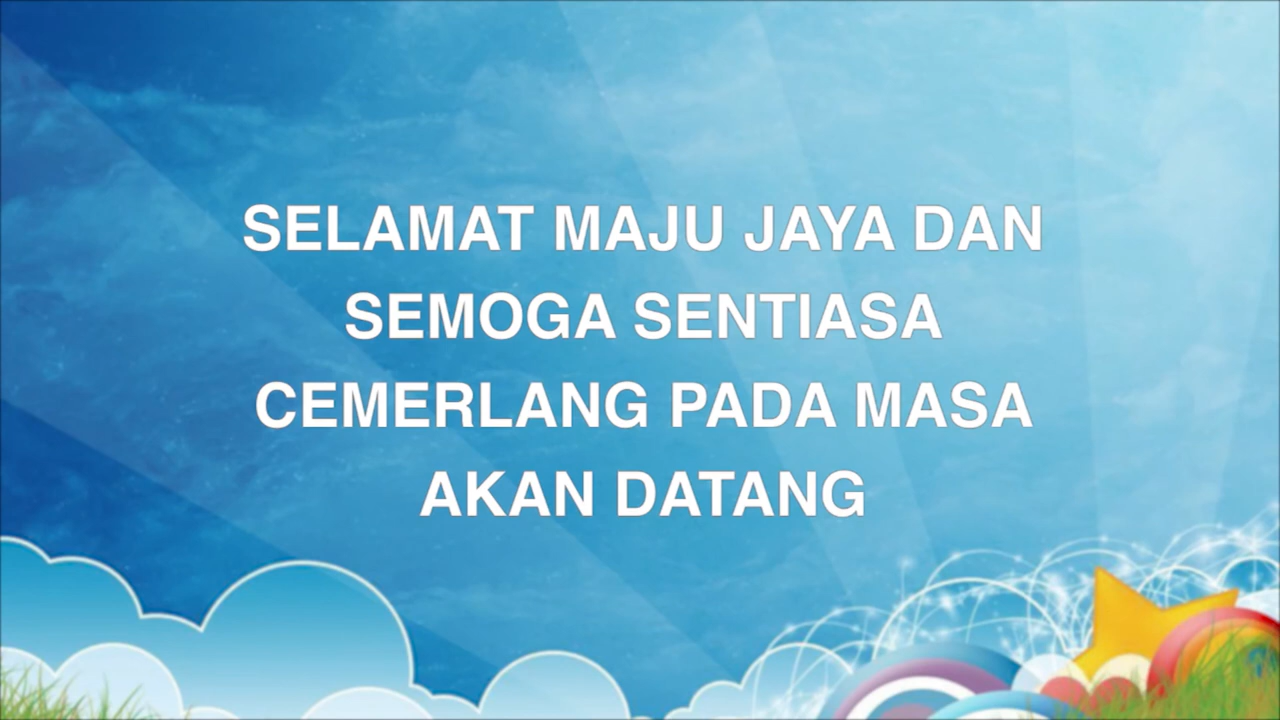 SELAMAT MAJU JAYA DAN
SEMOGA SENTIASA
CEMERLANG PADA MASA
AKAN DATANG